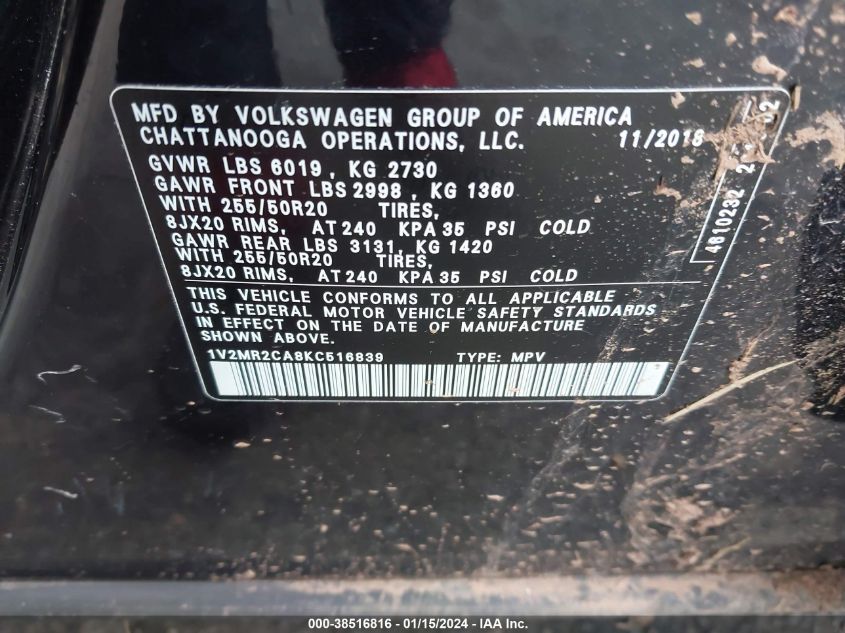 MFD BY VOLKSWAGEN GROUP OF AMERICA
CHATTANOOGA OPERATIONS, LLC. 11/2018
GVWR LBS 6019, KG 2730
GAWR FRONT LBS 2998, KG 1360
WITH 255/50R20 TIRES,
8JX20 RIMS, AT 240 KPA 35 PSI COLD
GAWR REAR LBS 3131, KG 1420
WITH 255/50R20 TIRES,
8JX20 RIMS, AT 240 KPA 35 PSI COLD
THIS VEHICLE CONFORMS TO ALL APPLICABLE
U.S. FEDERAL MOTOR VEHICLE SAFETY STANDARDS
IN EFFECT ON THE DATE OF MANUFACTURE
SHOWN ABOVE.
1V2MR2CA8KC516839 TYPE: MPV
4610232
000-38516816 - 01/15/2024 - IAA Inc.